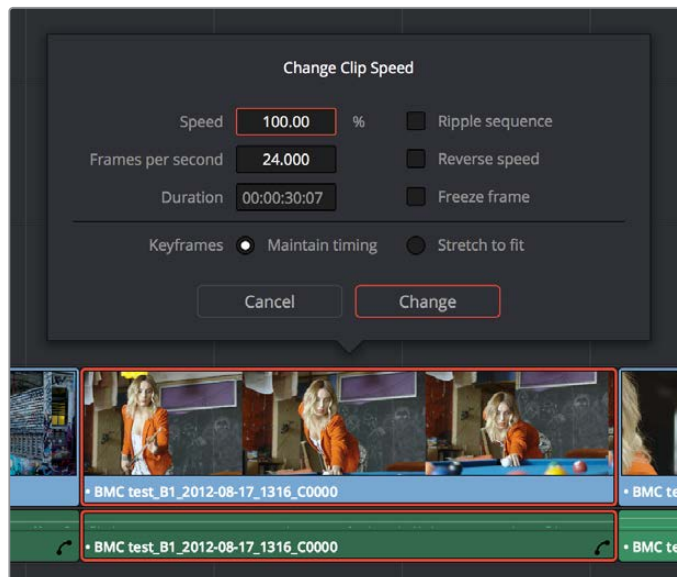 Change Clip Speed
Speed 100.00 % Ripple sequence
Frames per second 24.000 Reverse speed
Duration 00:00:30:07 Freeze frame
Keyframes Maintain timing Stretch to fit
Cancel Change
• BMC test_B1_2012-08-17_1316_C0000 • BMC te
• BMC test_B1_2012-08-17_1316_C0000 • BMC te